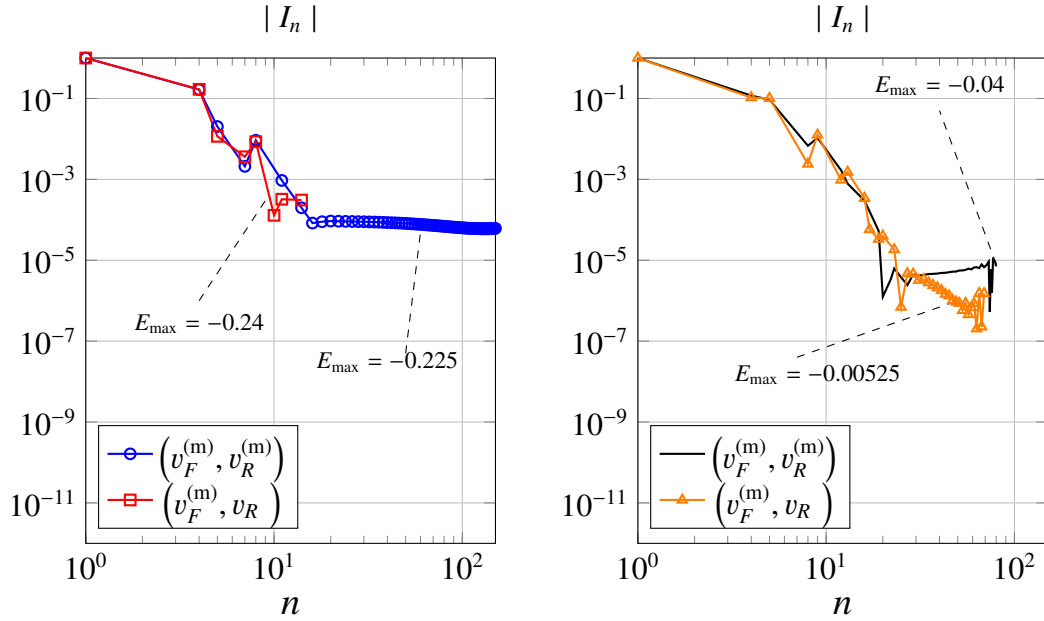 | I_n |
10^{-1}
10^{-3}
10^{-5}
10^{-7}
10^{-9}
10^{-11}
E_max = −0.24
E_max = −0.225
(v_F^{(m)}, v_R^{(m)})
(v_F^{(m)}, v_R)
10^0
10^1
10^2
n
| I_n |
10^{-1}
10^{-3}
10^{-5}
10^{-7}
10^{-9}
10^{-11}
E_max = −0.04
E_max = −0.00525
(v_F^{(m)}, v_R^{(m)})
(v_F^{(m)}, v_R)
10^0
10^1
10^2
n